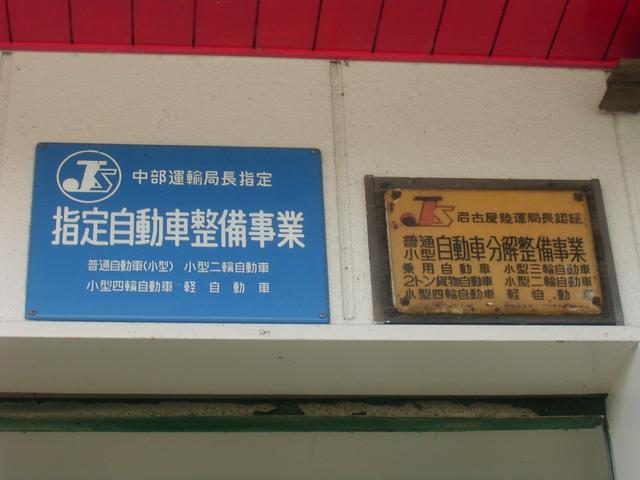 JS 中部運輸局長指定
指定自動車整備事業
普通自動車(小型) 小型二輪自動車
小型四輪自動車 軽自動車
JS 名古屋陸運局長認証
普通
小型 自動車分解整備事業
乗用自動車 小型三輪自動車
2トン貨物自動車 小型二輪自動車
小型四輪自動車 軽自動車